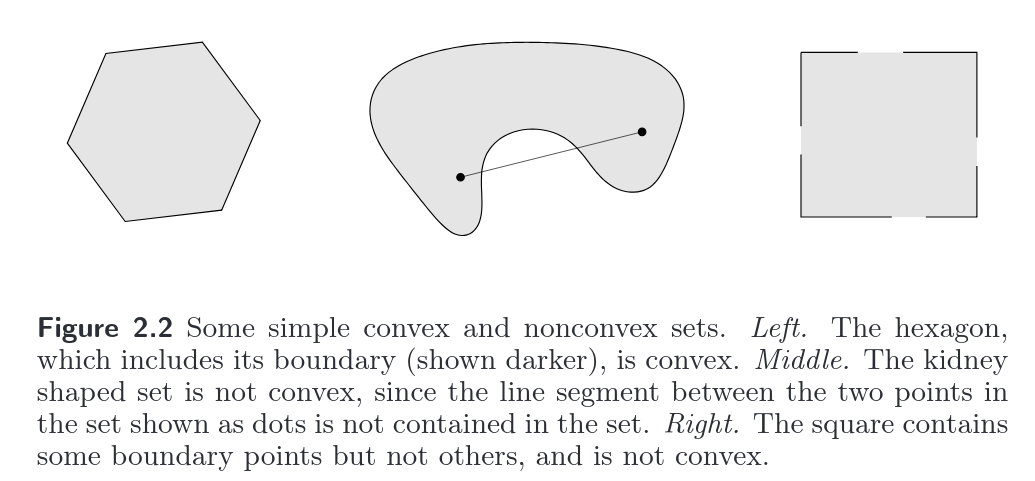 Figure 2.2 Some simple convex and nonconvex sets. Left. The hexagon,
which includes its boundary (shown darker), is convex. Middle. The kidney
shaped set is not convex, since the line segment between the two points in
the set shown as dots is not contained in the set. Right. The square contains
some boundary points but not others, and is not convex.